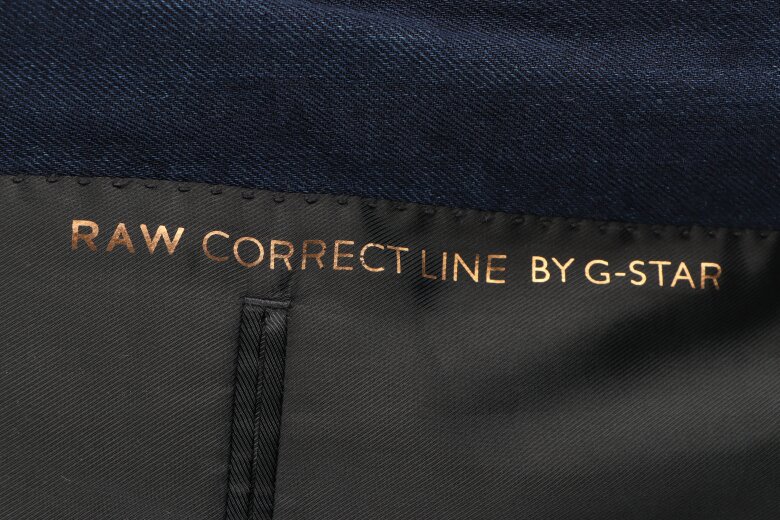 RAW CORRECT LINE BY G-STAR